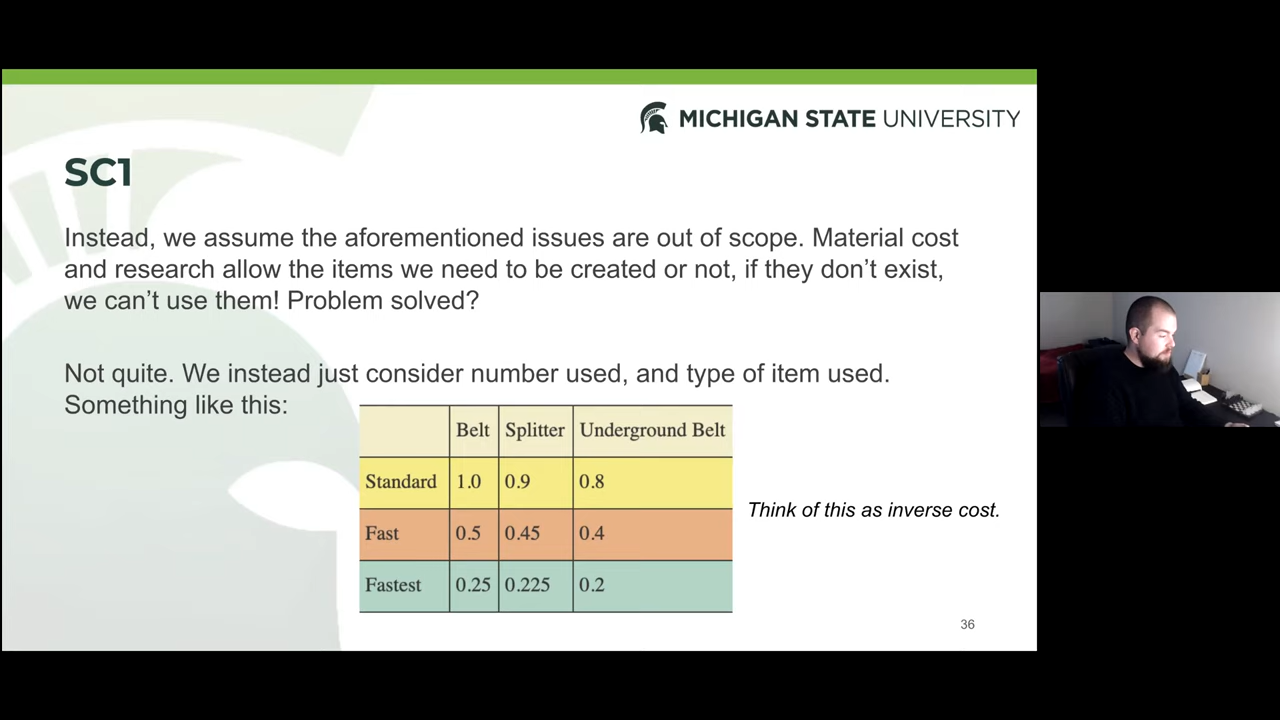 MICHIGAN STATE UNIVERSITY
SC1
Instead, we assume the aforementioned issues are out of scope. Material cost
and research allow the items we need to be created or not, if they don’t exist,
we can’t use them! Problem solved?
Not quite. We instead just consider number used, and type of item used.
Something like this:
Belt Splitter Underground Belt
Standard 1.0 0.9 0.8
Fast 0.5 0.45 0.4
Fastest 0.25 0.225 0.2
Think of this as inverse cost.
36